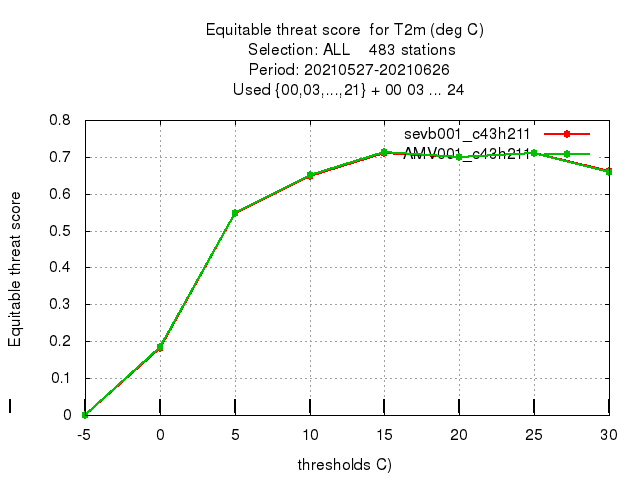 Equitable threat score for T2m (deg C)
Selection: ALL 483 stations
Period: 20210527-20210626
Used {00,03,...,21} + 00 03 ... 24
sevb001_c43h211
AMV001_c43h211
Equitable threat score
0.8
0.7
0.6
0.5
0.4
0.3
0.2
0.1
0
-5 0 5 10 15 20 25 30
thresholds C)